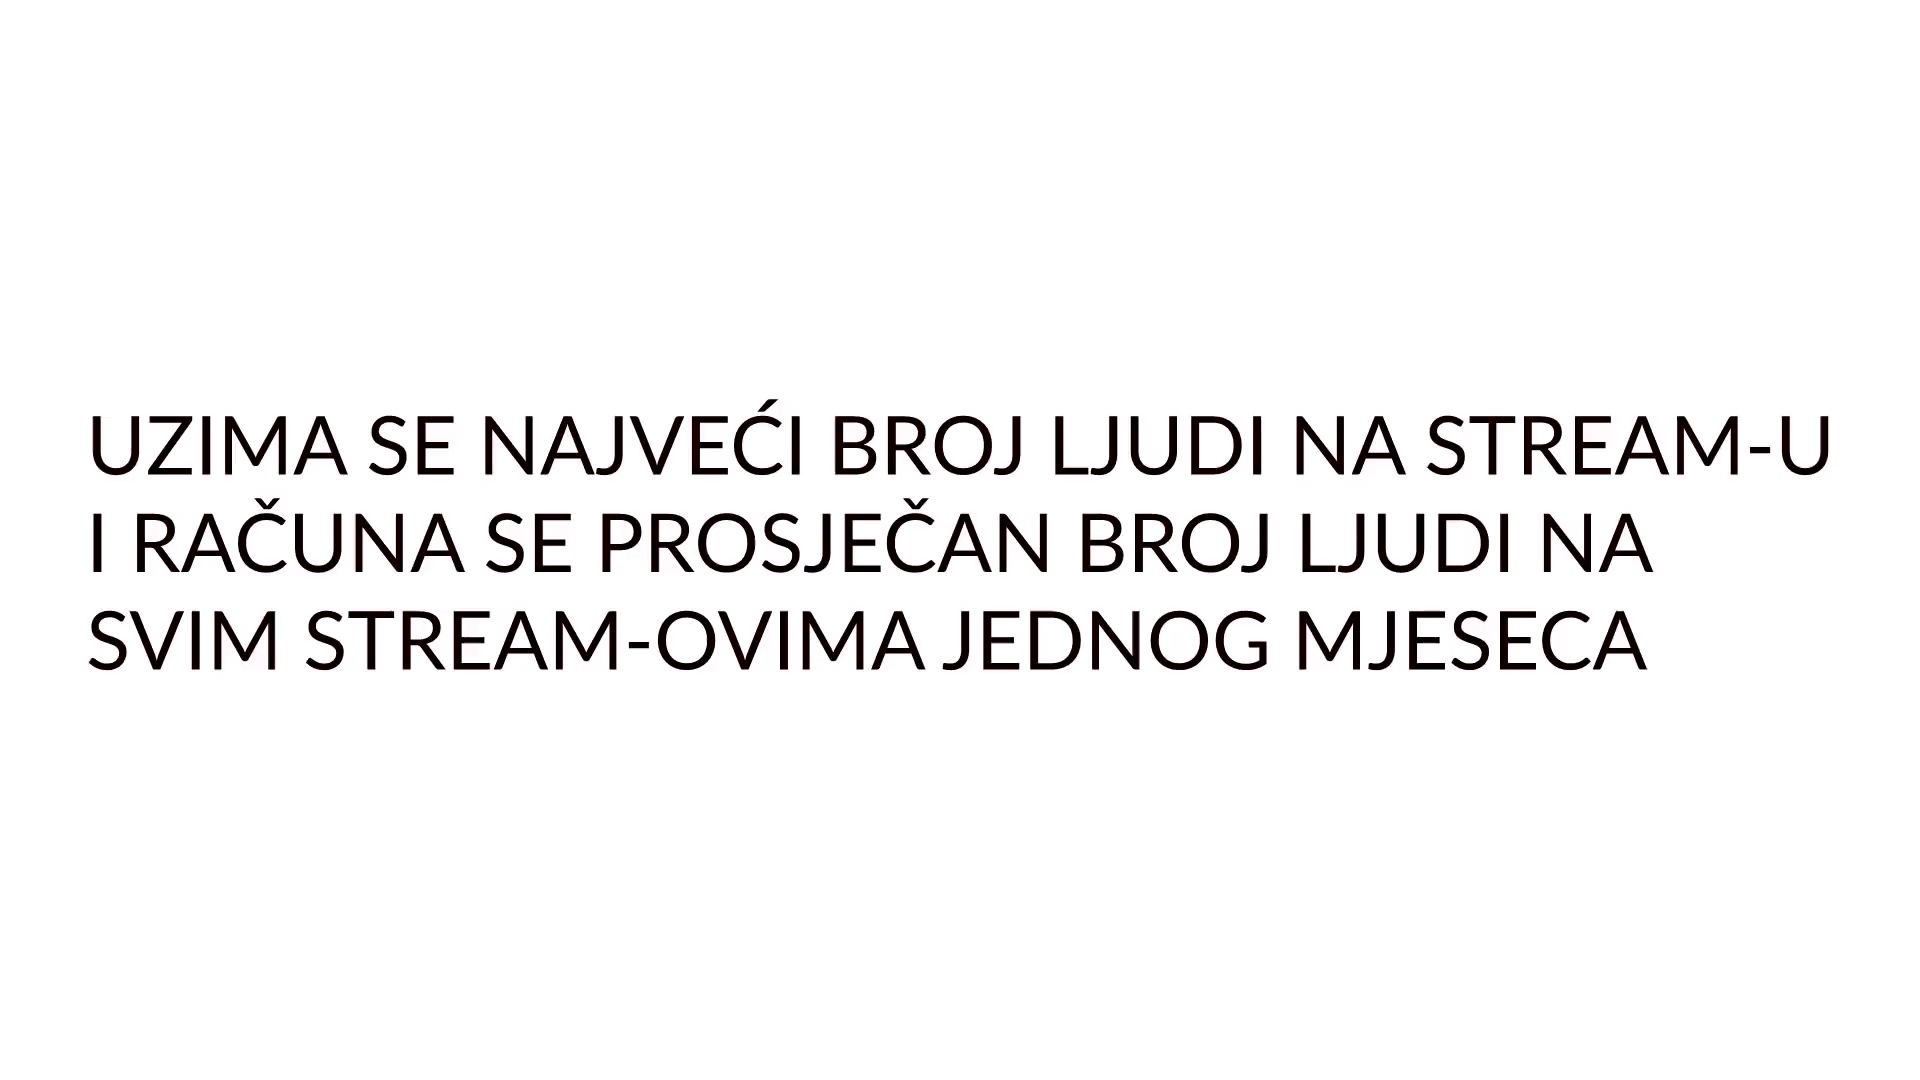 UZIMA SE NAJVEĆI BROJ LJUDI NA STREAM-U
I RAČUNA SE PROSJEČAN BROJ LJUDI NA
SVIM STREAM-OVIMA JEDNOG MJESECA